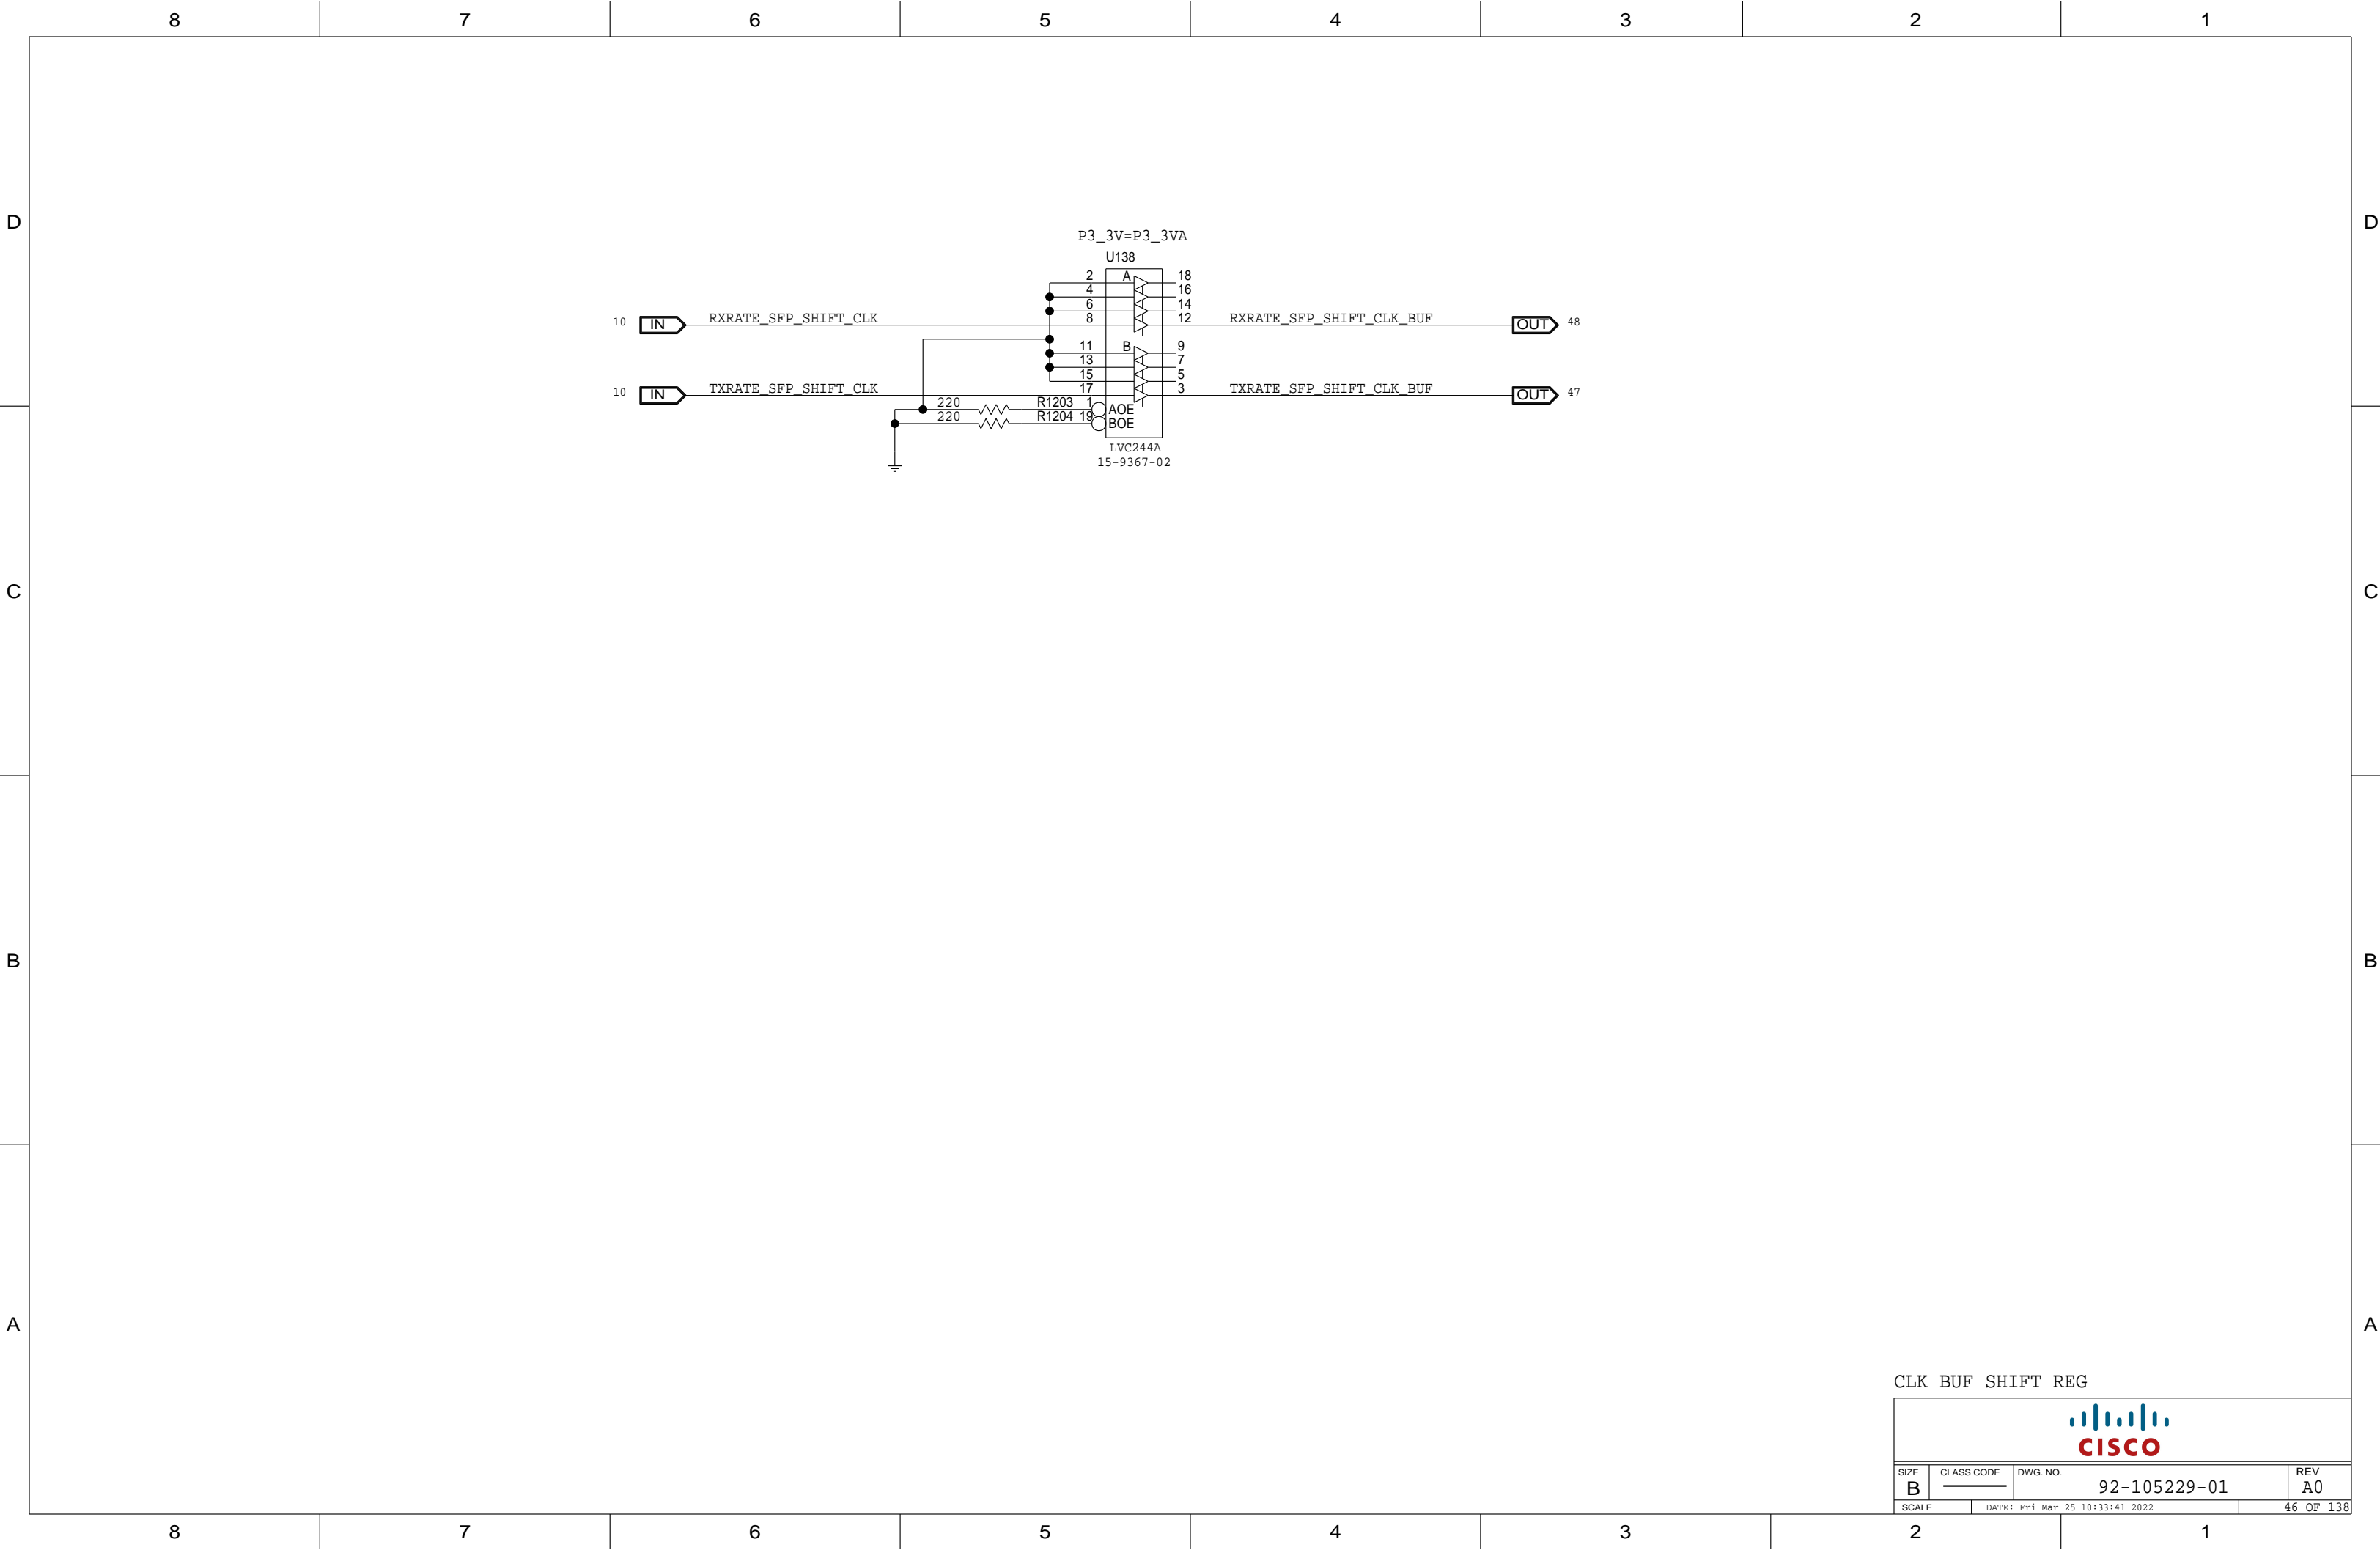 8 7 6 5 4 3 2 1
D D
P3_3V=P3_3VA
U138
2 A 18
4 16
6 14
10 IN RXRATE_SFP_SHIFT_CLK 8 12 RXRATE_SFP_SHIFT_CLK_BUF OUT 48
11 B 9
13 7
15 5
10 IN TXRATE_SFP_SHIFT_CLK 17 3 TXRATE_SFP_SHIFT_CLK_BUF OUT 47
220 R1203 1 AOE
220 R1204 19 BOE
LVC244A
15-9367-02
C C
B B
A A
CLK BUF SHIFT REG
CISCO
SIZE CLASS CODE DWG. NO. REV
B 92-105229-01 A0
SCALE DATE: Fri Mar 25 10:33:41 2022 46 OF 138
8 7 6 5 4 3 2 1